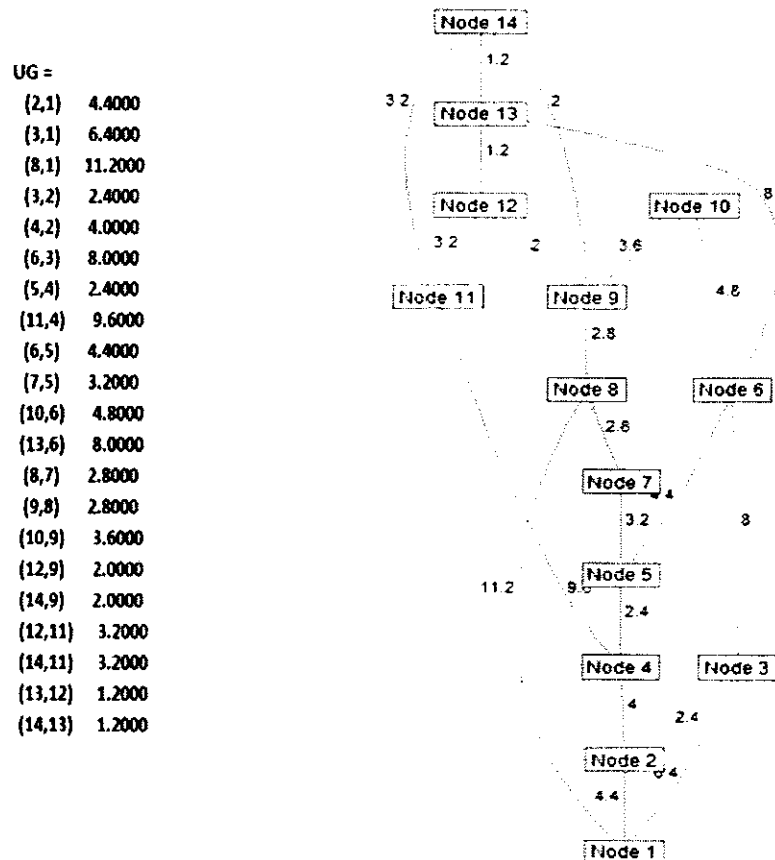 UG =
(2,1) 4.4000
(3,1) 6.4000
(8,1) 11.2000
(3,2) 2.4000
(4,2) 4.0000
(6,3) 8.0000
(5,4) 2.4000
(11,4) 9.6000
(6,5) 4.4000
(7,5) 3.2000
(10,6) 4.8000
(13,6) 8.0000
(8,7) 2.8000
(9,8) 2.8000
(10,9) 3.6000
(12,9) 2.0000
(14,9) 2.0000
(12,11) 3.2000
(14,11) 3.2000
(13,12) 1.2000
(14,13) 1.2000
Node 14
1.2
3.2 2
Node 13
1.2
8
Node 12 Node 10
3.2 2 3.6
Node 11 Node 9 4.8
2.8
Node 8 Node 6
2.8
Node 7
3.2 8
11.2 Node 5
2.4
Node 4 Node 3
4 2.4
Node 2
4.4
Node 1